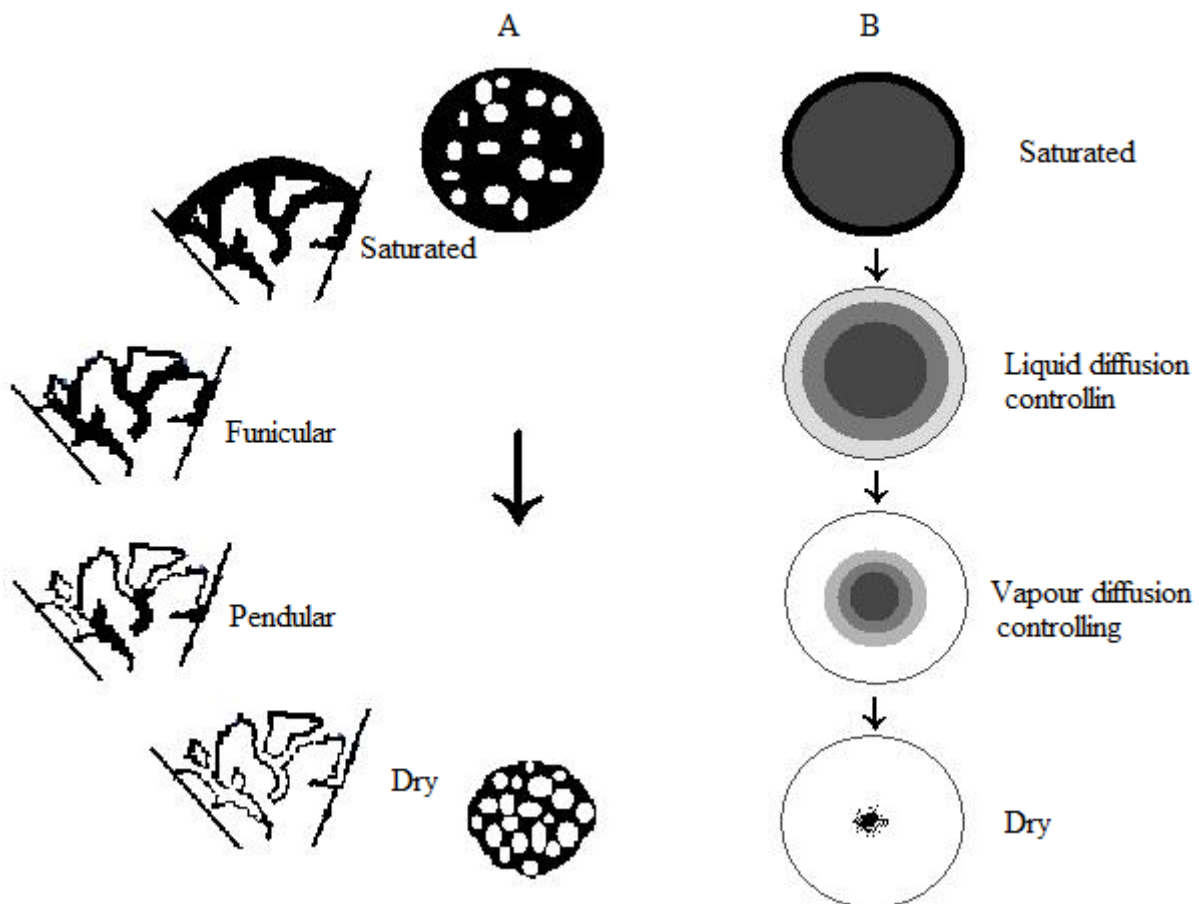 A
B
Saturated
Saturated
Funicular
Liquid diffusion
controllin
Pendular
Vapour diffusion
controlling
Dry
Dry